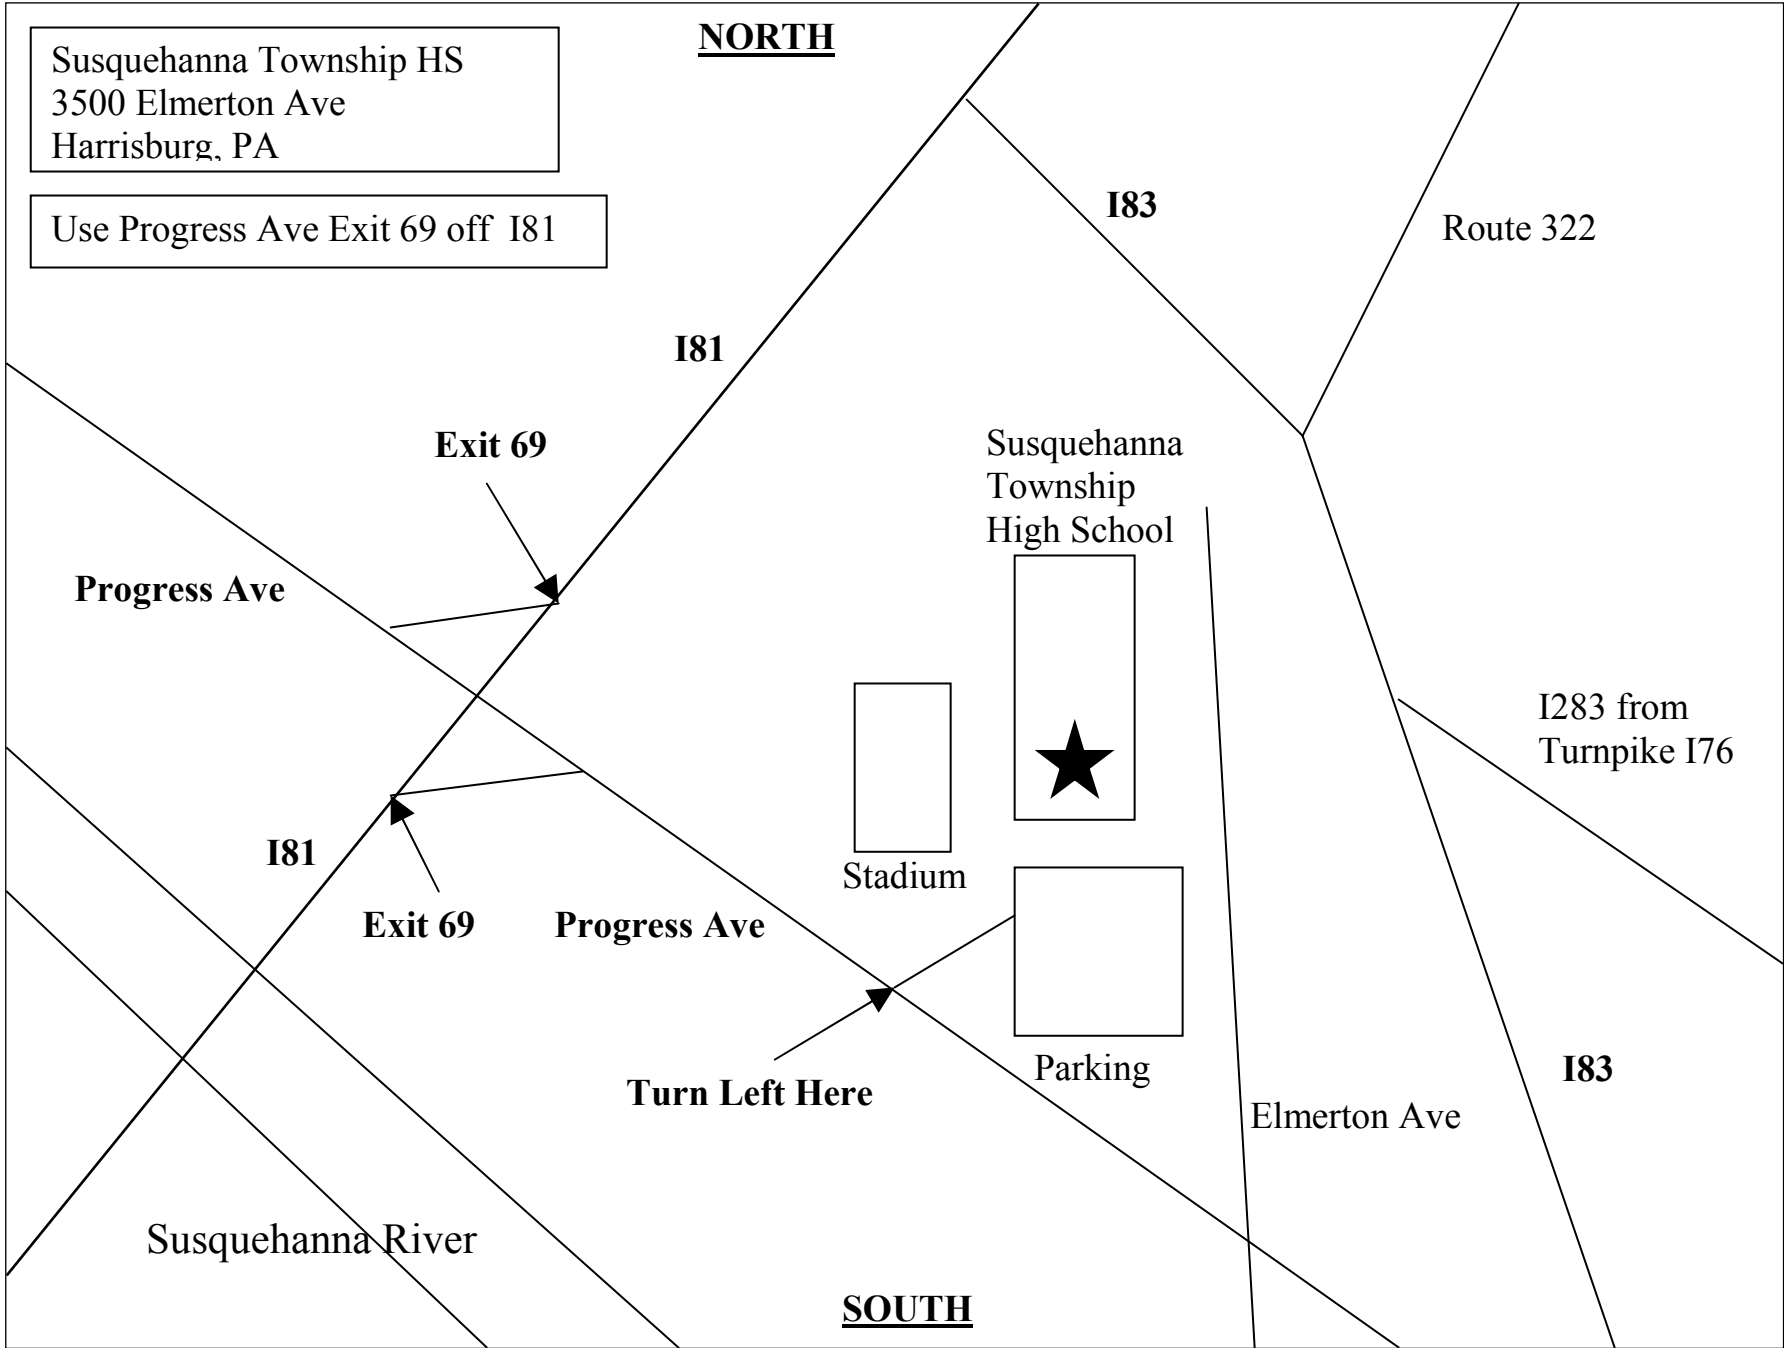 NORTH
Susquehanna Township HS
3500 Elmerton Ave
Harrisburg, PA
Use Progress Ave Exit 69 off I81
I83
Route 322
I81
Exit 69
Susquehanna
Township
High School
Progress Ave
I283 from
Turnpike I76
I81
Stadium
Exit 69
Progress Ave
Parking
I83
Turn Left Here
Elmerton Ave
Susquehanna River
SOUTH